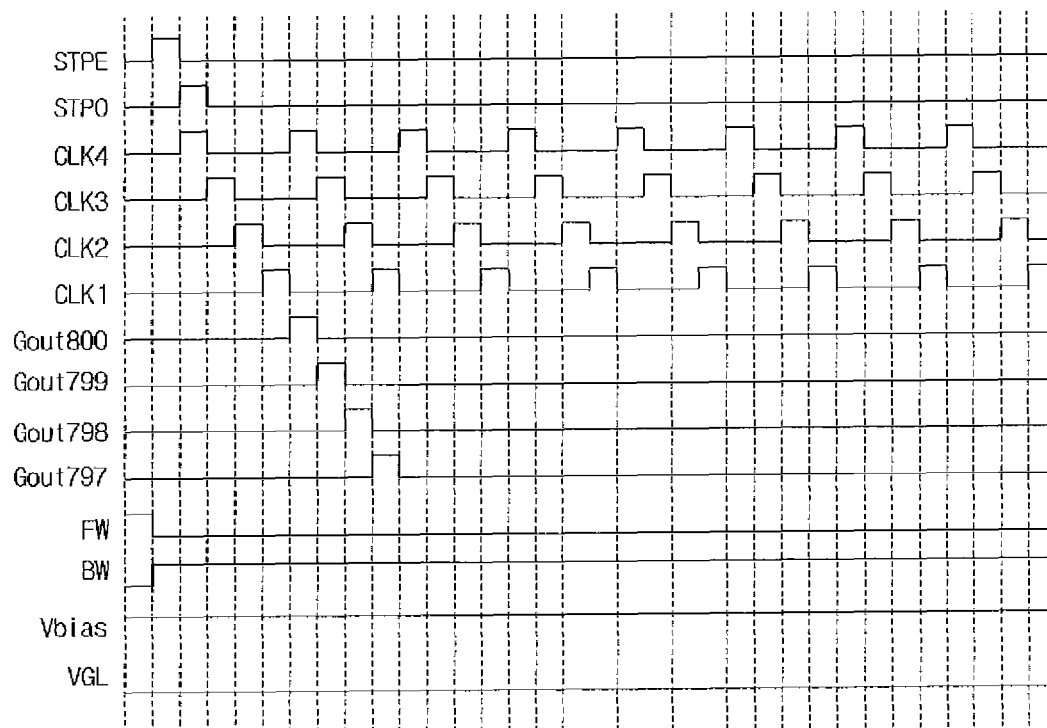 STPE
STPO
CLK4
CLK3
CLK2
CLK1
Gout800
Gout799
Gout798
Gout797
FW
BW
Vbias
VGL